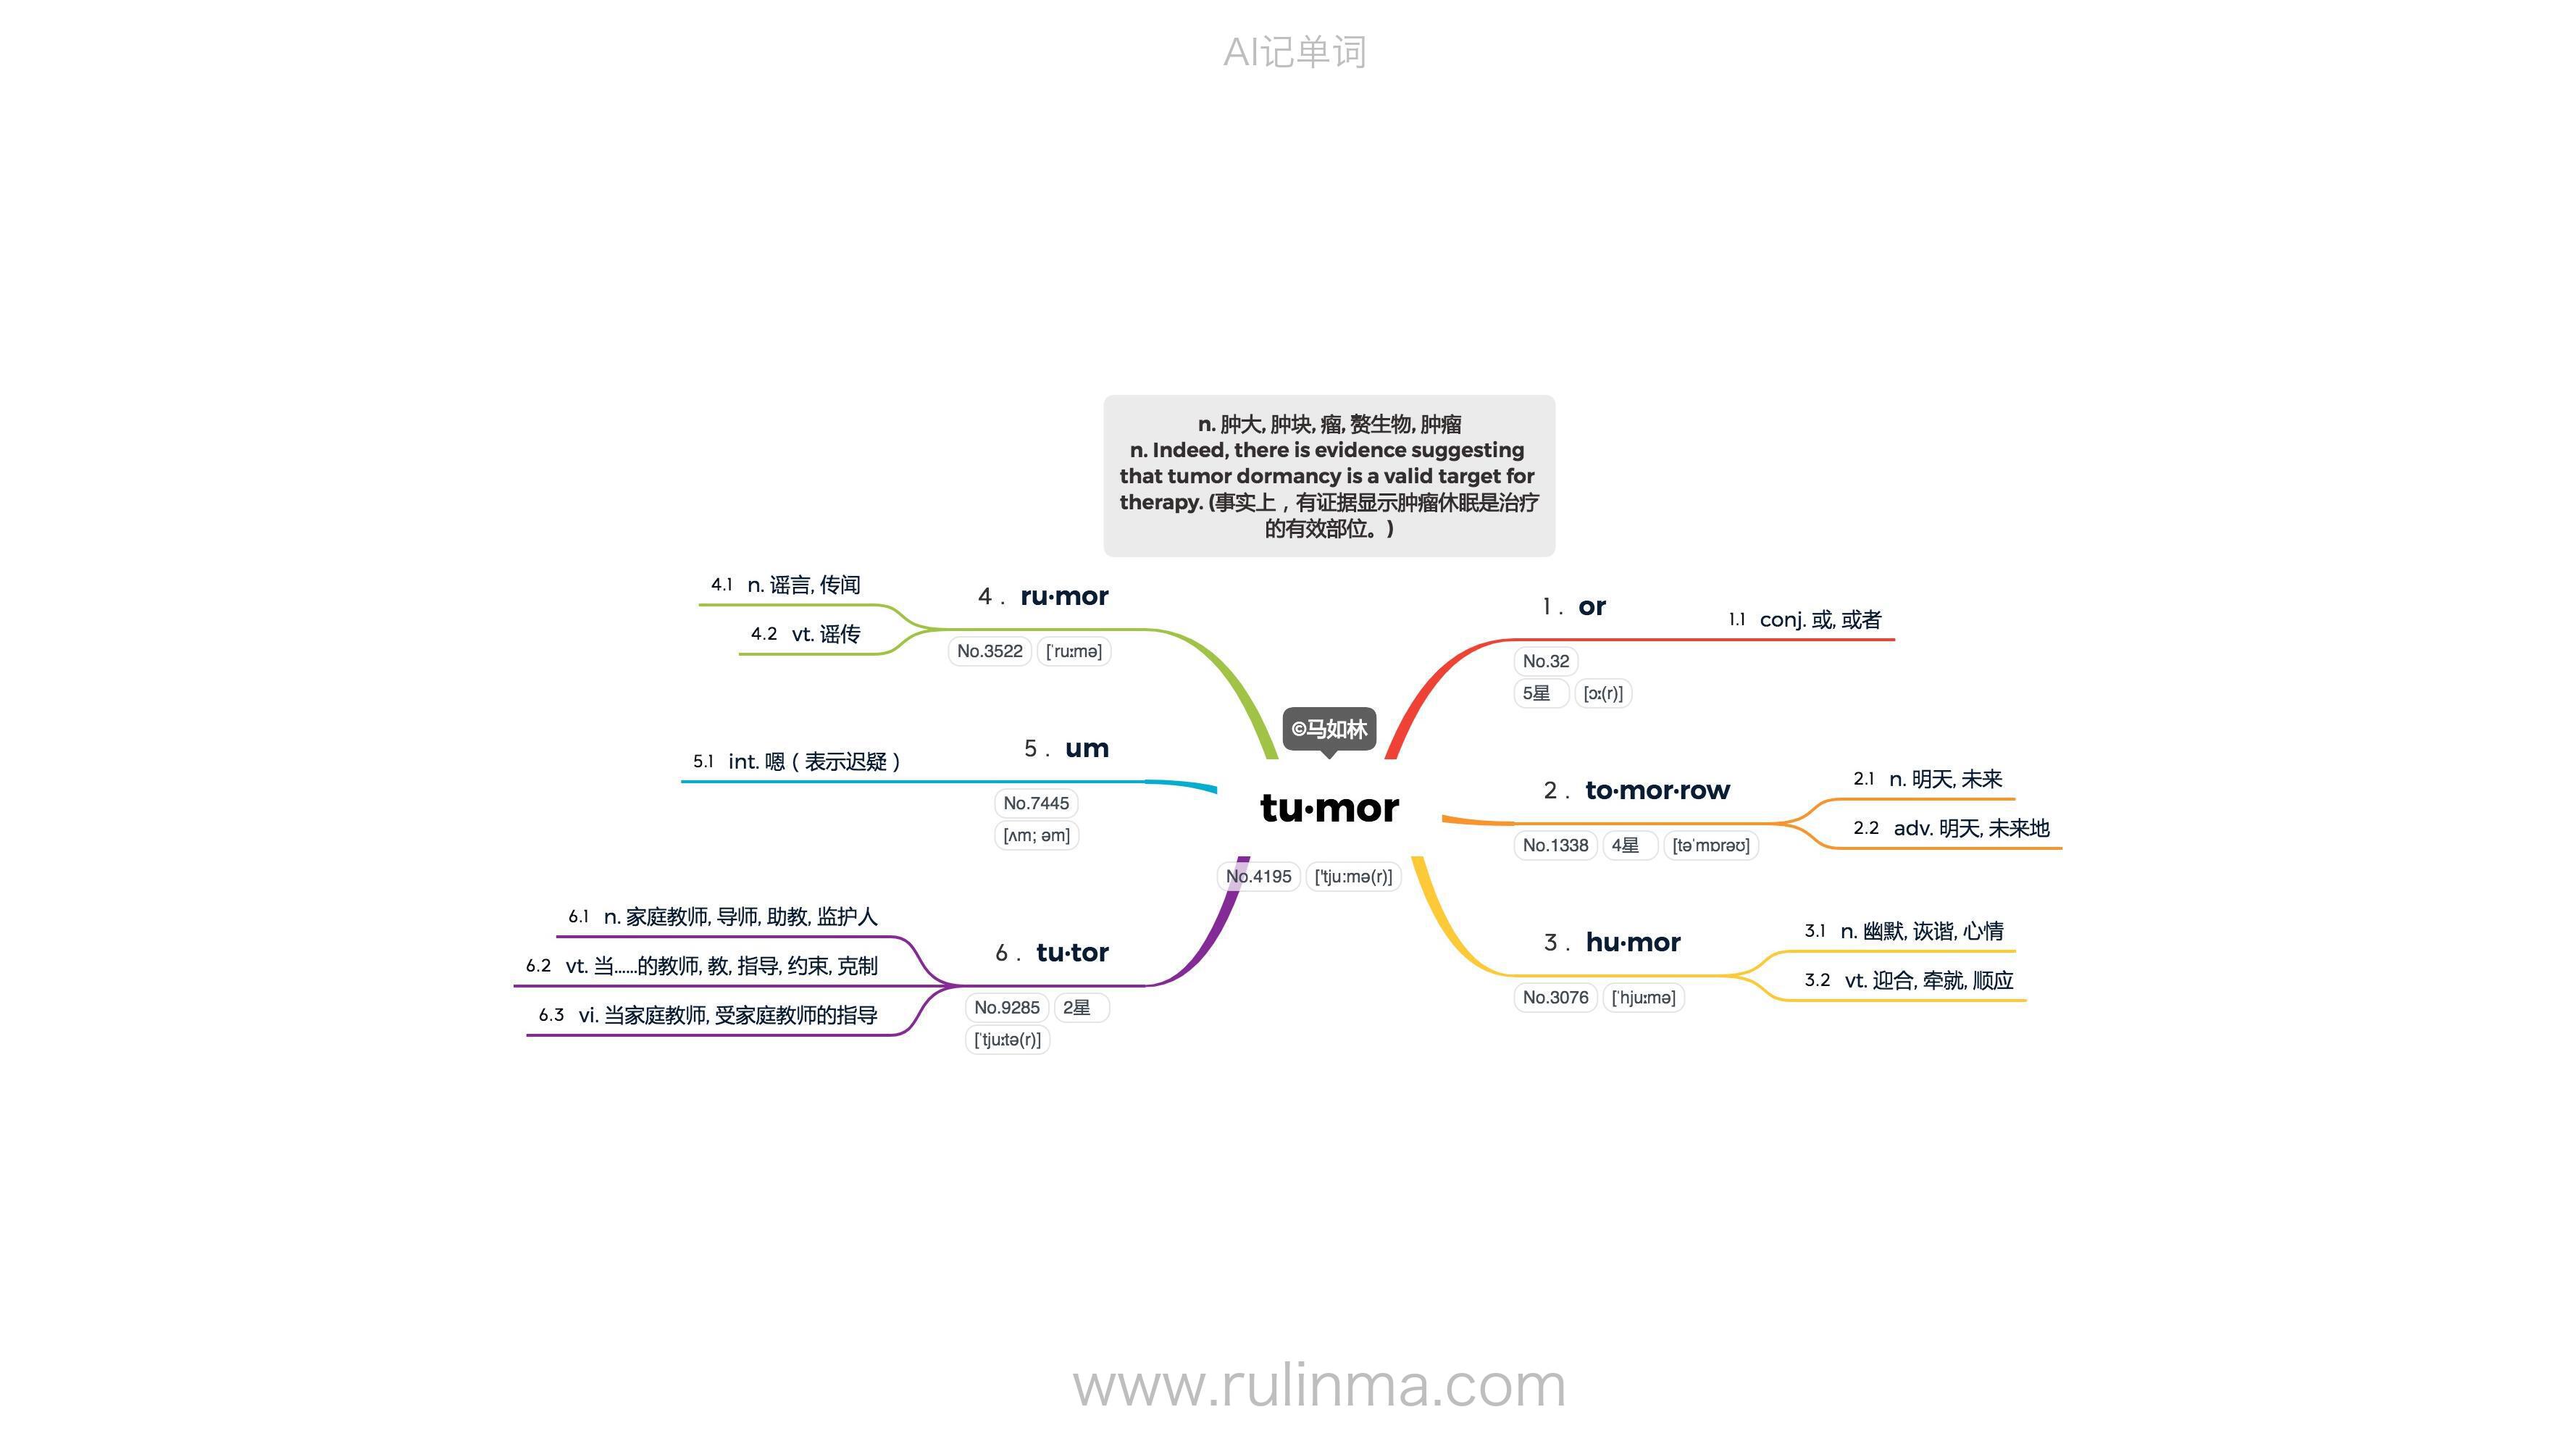 AI记单词
n. 肿大, 肿块, 瘤, 赘生物, 肿瘤
n. Indeed, there is evidence suggesting
that tumor dormancy is a valid target for
therapy. (事实上，有证据显示肿瘤休眠是治疗
的有效部位。)
©马如林
tu·mor
No.4195 ['tju:mə(r)]
1. or
No.32
5星 [ɔː(r)]
1.1 conj. 或, 或者
2. to·mor·row
No.1338 4星 [təˈmɒrəʊ]
2.1 n. 明天, 未来
2.2 adv. 明天, 未来地
3. hu·mor
No.3076 [ˈhjuːmə]
3.1 n. 幽默, 诙谐, 心情
3.2 vt. 迎合, 牵就, 顺应
4. ru·mor
No.3522 [ˈruːmə]
4.1 n. 谣言, 传闻
4.2 vt. 谣传
5. um
No.7445
[ʌm; əm]
5.1 int. 嗯（表示迟疑）
6. tu·tor
No.9285 2星
[ˈtjuːtə(r)]
6.1 n. 家庭教师, 导师, 助教, 监护人
6.2 vt. 当……的教师, 教, 指导, 约束, 克制
6.3 vi. 当家庭教师, 受家庭教师的指导
www.rulinma.com